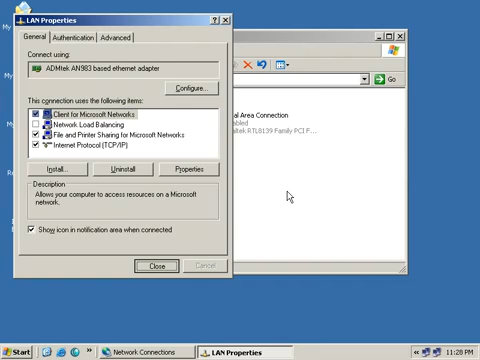 LAN Properties
General
Authentication
Advanced
Connect using:
ADMtek AN983 based ethernet adapter
Configure...
This connection uses the following items:
Client for Microsoft Networks
Network Load Balancing
File and Printer Sharing for Microsoft Networks
Internet Protocol (TCP/IP)
Install...
Uninstall
Properties
Description
Allows your computer to access resources on a Microsoft
network.
Show icon in notification area when connected
Close
Cancel
Go
al Area Connection
abled
altek RTL8139 Family PCI F...
My
My
My
Re
Start
Network Connections
LAN Properties
11:28 PM